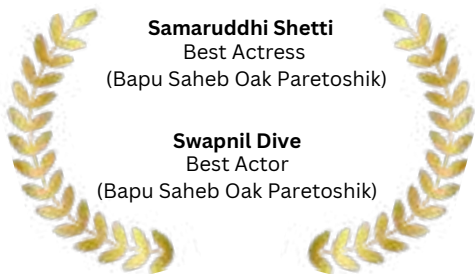 Samaruddhi Shetti
Best Actress
(Bapu Saheb Oak Paretoshik)
Swapnil Dive
Best Actor
(Bapu Saheb Oak Paretoshik)